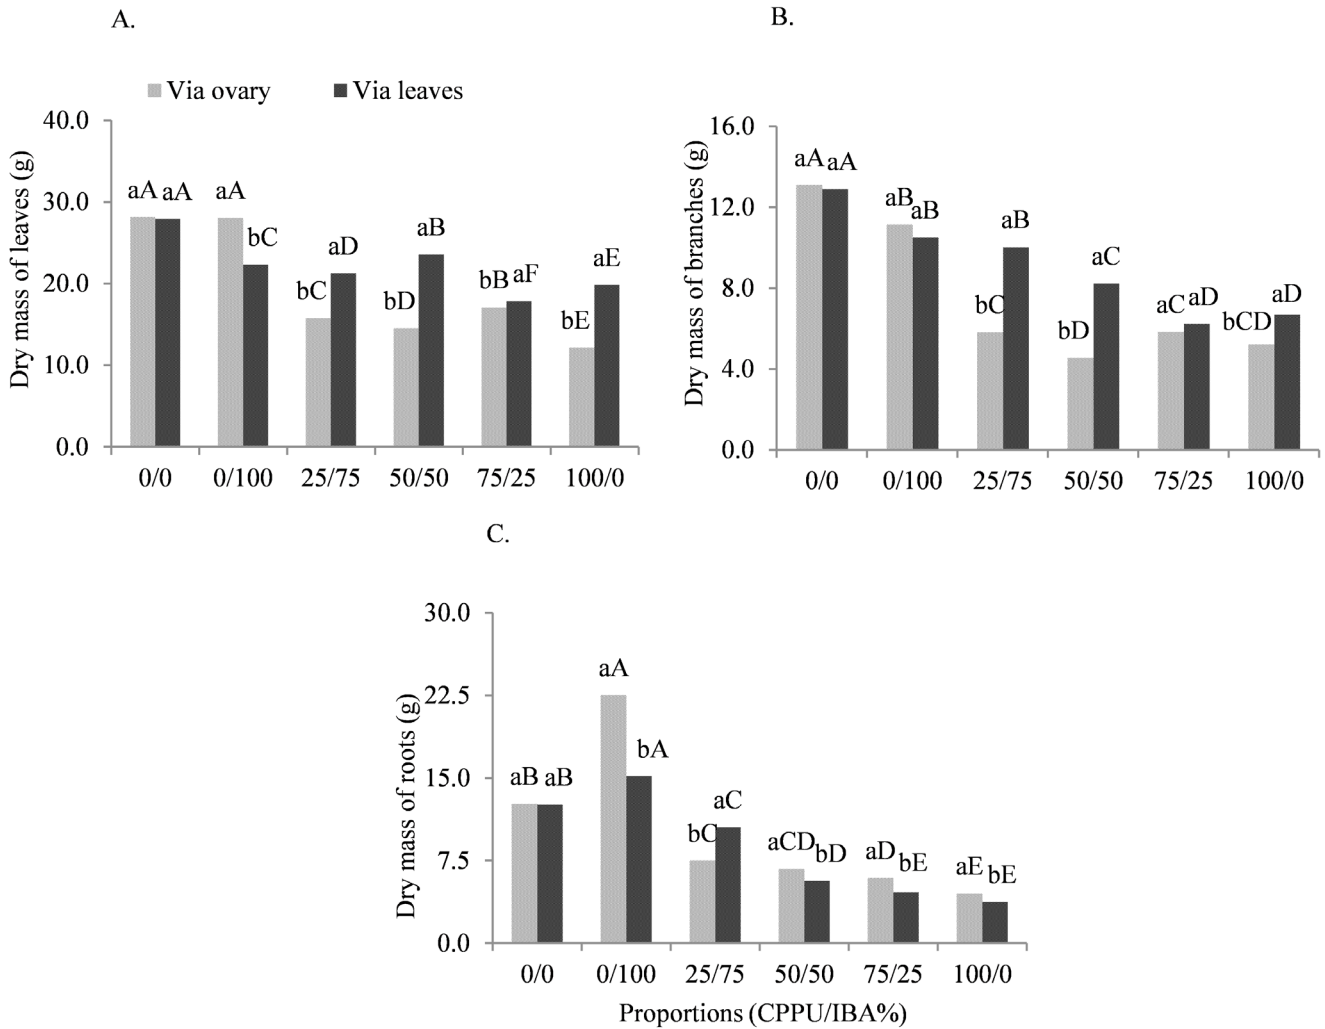 A.
Via ovary Via leaves
Dry mass of leaves (g)
40.0
30.0
20.0
10.0
0.0
aA aA aA bC bC aD bD aB bB aF bE aE
0/0 0/100 25/75 50/50 75/25 100/0
B.
Dry mass of branches (g)
16.0
12.0
8.0
4.0
0.0
aA aA aB aB bC aB bD aC aC aD bCD aD
0/0 0/100 25/75 50/50 75/25 100/0
C.
Dry mass of roots (g)
30.0
22.5
15.0
7.5
0.0
aB aB aA bA bC aC aCD bD aD bE aE bE
0/0 0/100 25/75 50/50 75/25 100/0
Proportions (CPPU/IBA%)